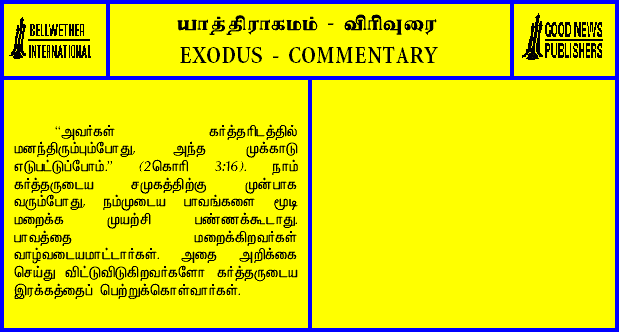 BELLWETHER
INTERNATIONAL
யாத்திராகமம் - விரிவுரை
EXODUS - COMMENTARY
GOOD NEWS
PUBLISHERS
“அவர்கள் கர்த்தரிடத்தில்
மனந்திரும்பும்போது, அந்த முக்காடு
எடுபட்டுப்போம்.” (2கொரி 3:16). நாம்
கர்த்தருடைய சமுகத்திற்கு முன்பாக
வரும்போது, நம்முடைய பாவங்களை மூடி
மறைக்க முயற்சி பண்ணக்கூடாது.
பாவத்தை மறைக்கிறவர்கள்
வாழ்வடையமாட்டார்கள். அதை அறிக்கை
செய்து விட்டுவிடுகிறவர்களோ கர்த்தருடைய
இரக்கத்தைப் பெற்றுக்கொள்வார்கள்.